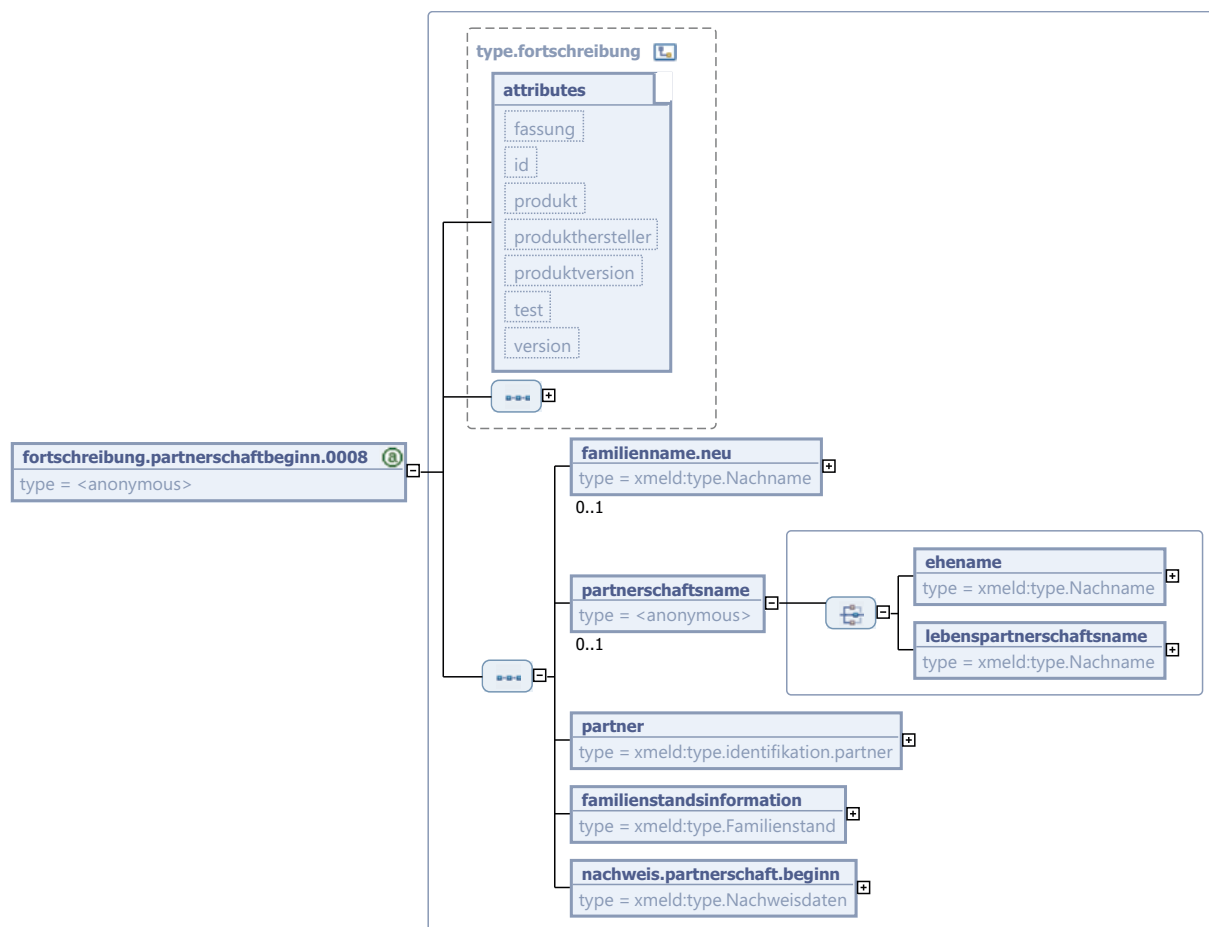 type.fortschreibung
attributes
fassung
id
produkt
produkthersteller
produktversion
test
version
fortschreibung.partnerschaftbeginn.0008 @
type = <anonymous>
familienname.neu
type = xmeld:type.Nachname
0..1
partnerschaftsname
type = <anonymous>
0..1
ehename
type = xmeld:type.Nachname
lebenspartnerschaftsname
type = xmeld:type.Nachname
partner
type = xmeld:type.identifikation.partner
familienstandsinformation
type = xmeld:type.Familienstand
nachweis.partnerschaft.beginn
type = xmeld:type.Nachweisdaten